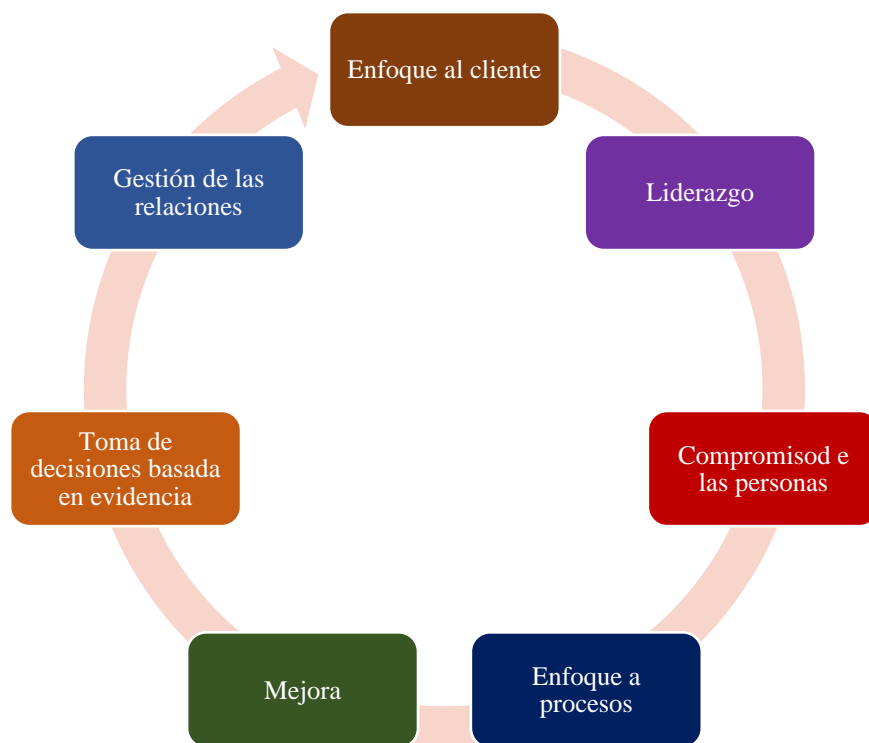 Enfoque al cliente
Liderazgo
Compromisod e
las personas
Enfoque a
procesos
Mejora
Toma de
decisiones basada
en evidencia
Gestión de las
relaciones